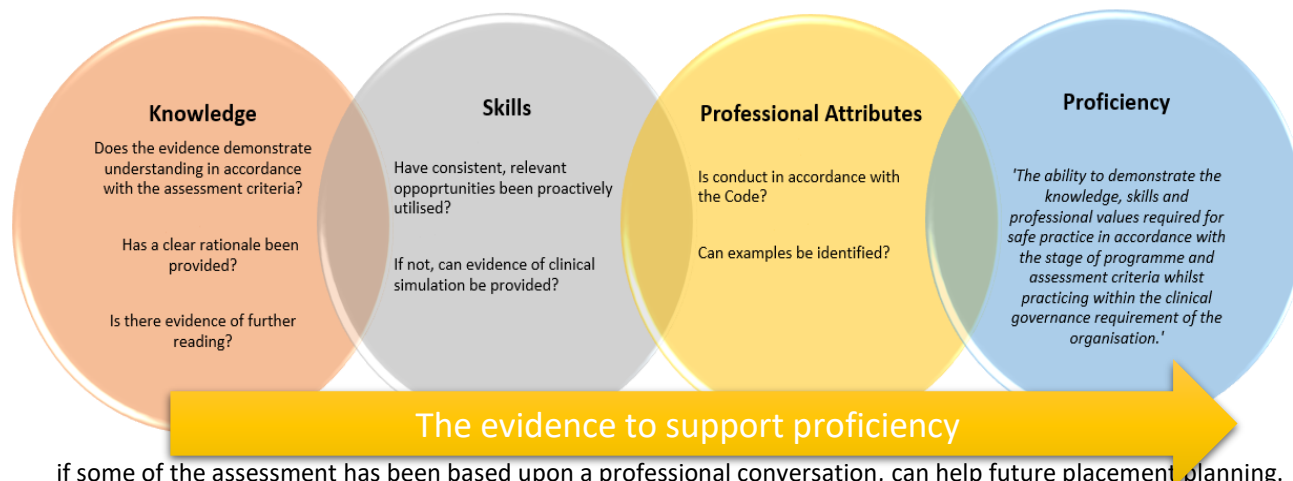 Knowledge
Does the evidence demonstrate
understanding in accordance
with the assessment criteria?
Has a clear rationale been
provided?
Is there evidence of further
reading?
Skills
Have consistent, relevant
oppoprtunities been proactively
utilised?
If not, can evidence of clinical
simulation be provided?
Professional Attributes
Is conduct in accordance with
the Code?
Can examples be identified?
Proficiency
'The ability to demonstrate the
knowledge, skills and
professional values required for
safe practice in accordance with
the stage of programme and
assessment criteria whilst
practicing within the clinical
governance requirement of the
organisation.'
The evidence to support proficiency
if some of the assessment has been based upon a professional conversation, can help future placement planning.